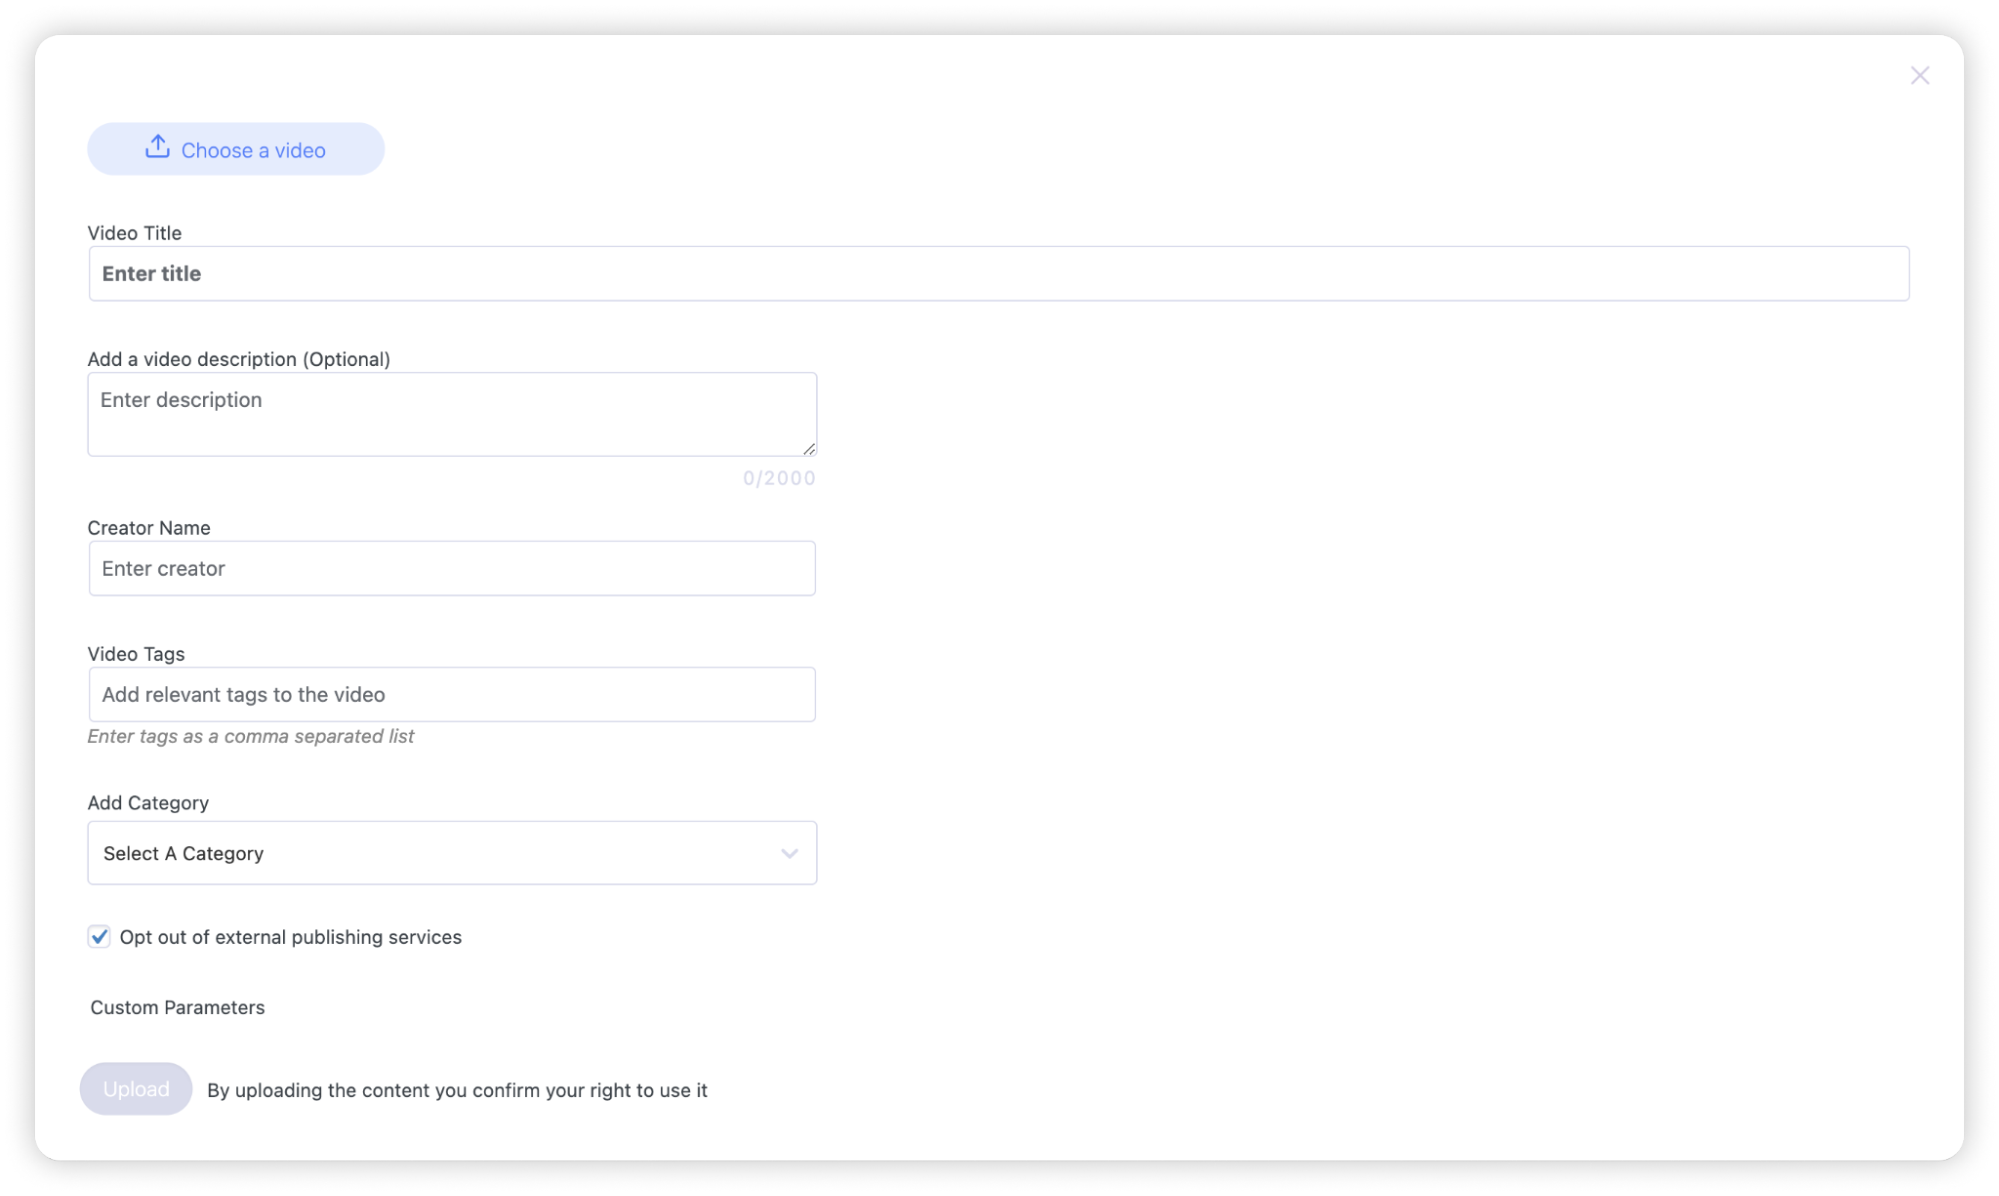 Choose a video
Video Title
Enter title
Add a video description (Optional)
Enter description
0/2000
Creator Name
Enter creator
Video Tags
Add relevant tags to the video
Enter tags as a comma separated list
Add Category
Select A Category
Opt out of external publishing services
Custom Parameters
Upload By uploading the content you confirm your right to use it